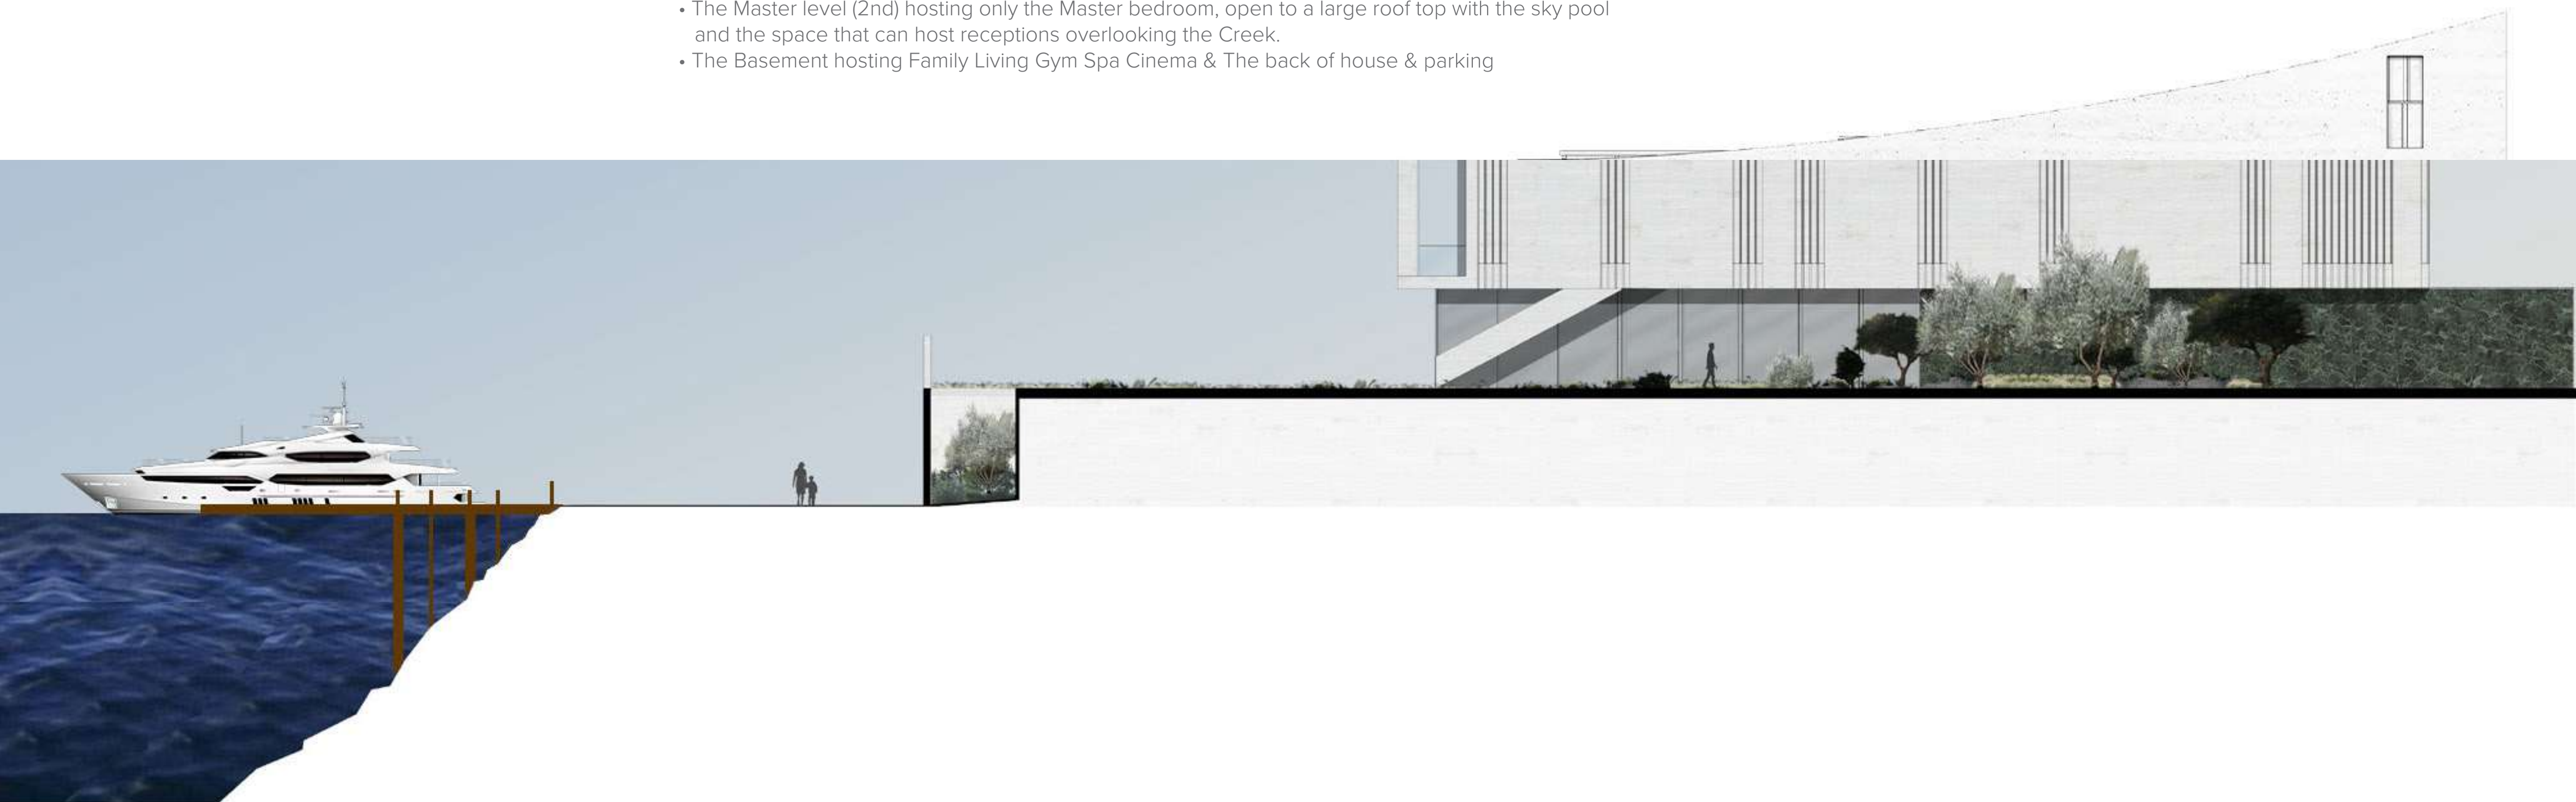 • The Master level (2nd) hosting only the Master bedroom, open to a large roof top with the sky pool
and the space that can host receptions overlooking the Creek.
• The Basement hosting Family Living Gym Spa Cinema & The back of house & parking